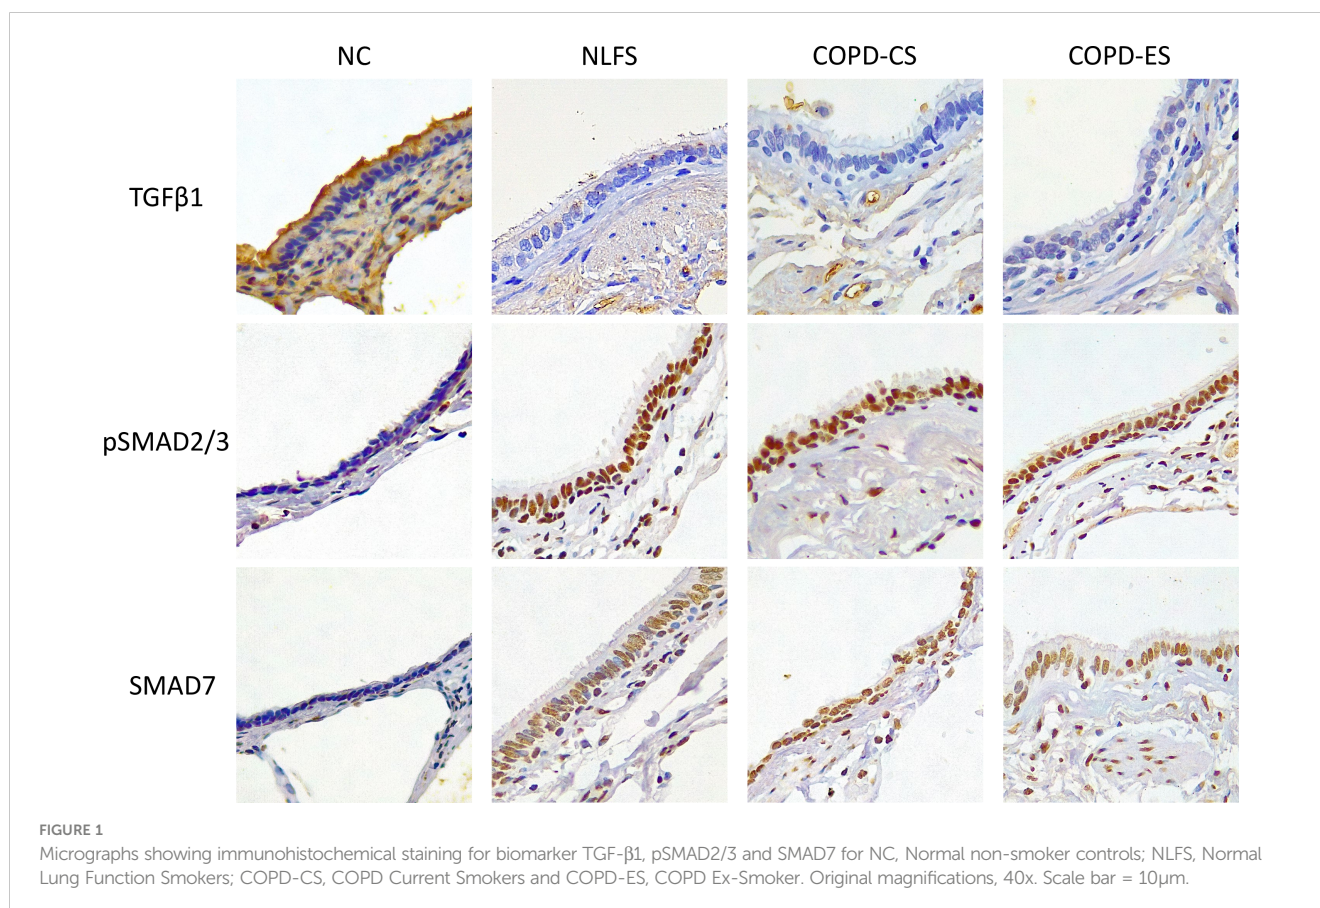 NC NLFS COPD-CS COPD-ES
TGFβ1
pSMAD2/3
SMAD7
FIGURE 1
Micrographs showing immunohistochemical staining for biomarker TGF-β1, pSMAD2/3 and SMAD7 for NC, Normal non-smoker controls; NLFS, Normal
Lung Function Smokers; COPD-CS, COPD Current Smokers and COPD-ES, COPD Ex-Smoker. Original magnifications, 40x. Scale bar = 10µm.